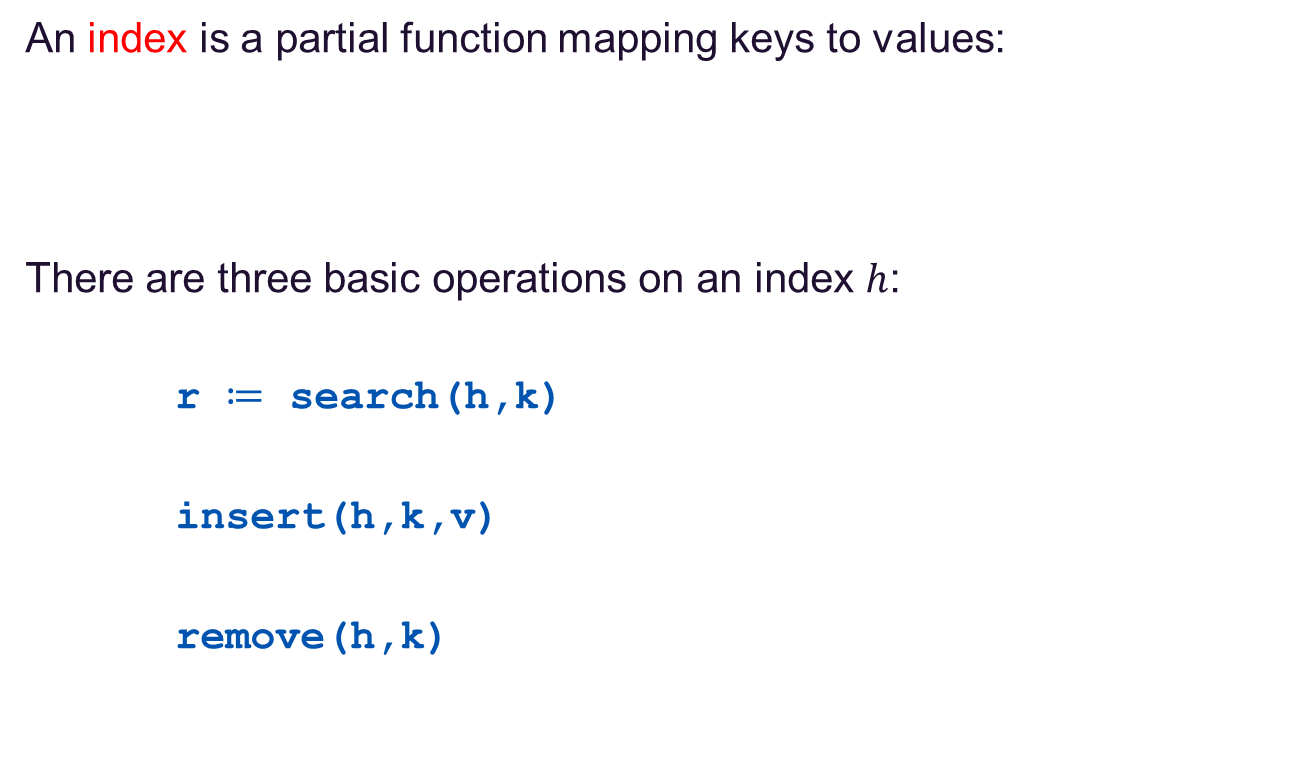 An index is a partial function mapping keys to values:
There are three basic operations on an index h:
r ≔ search(h,k)
insert(h,k,v)
remove(h,k)